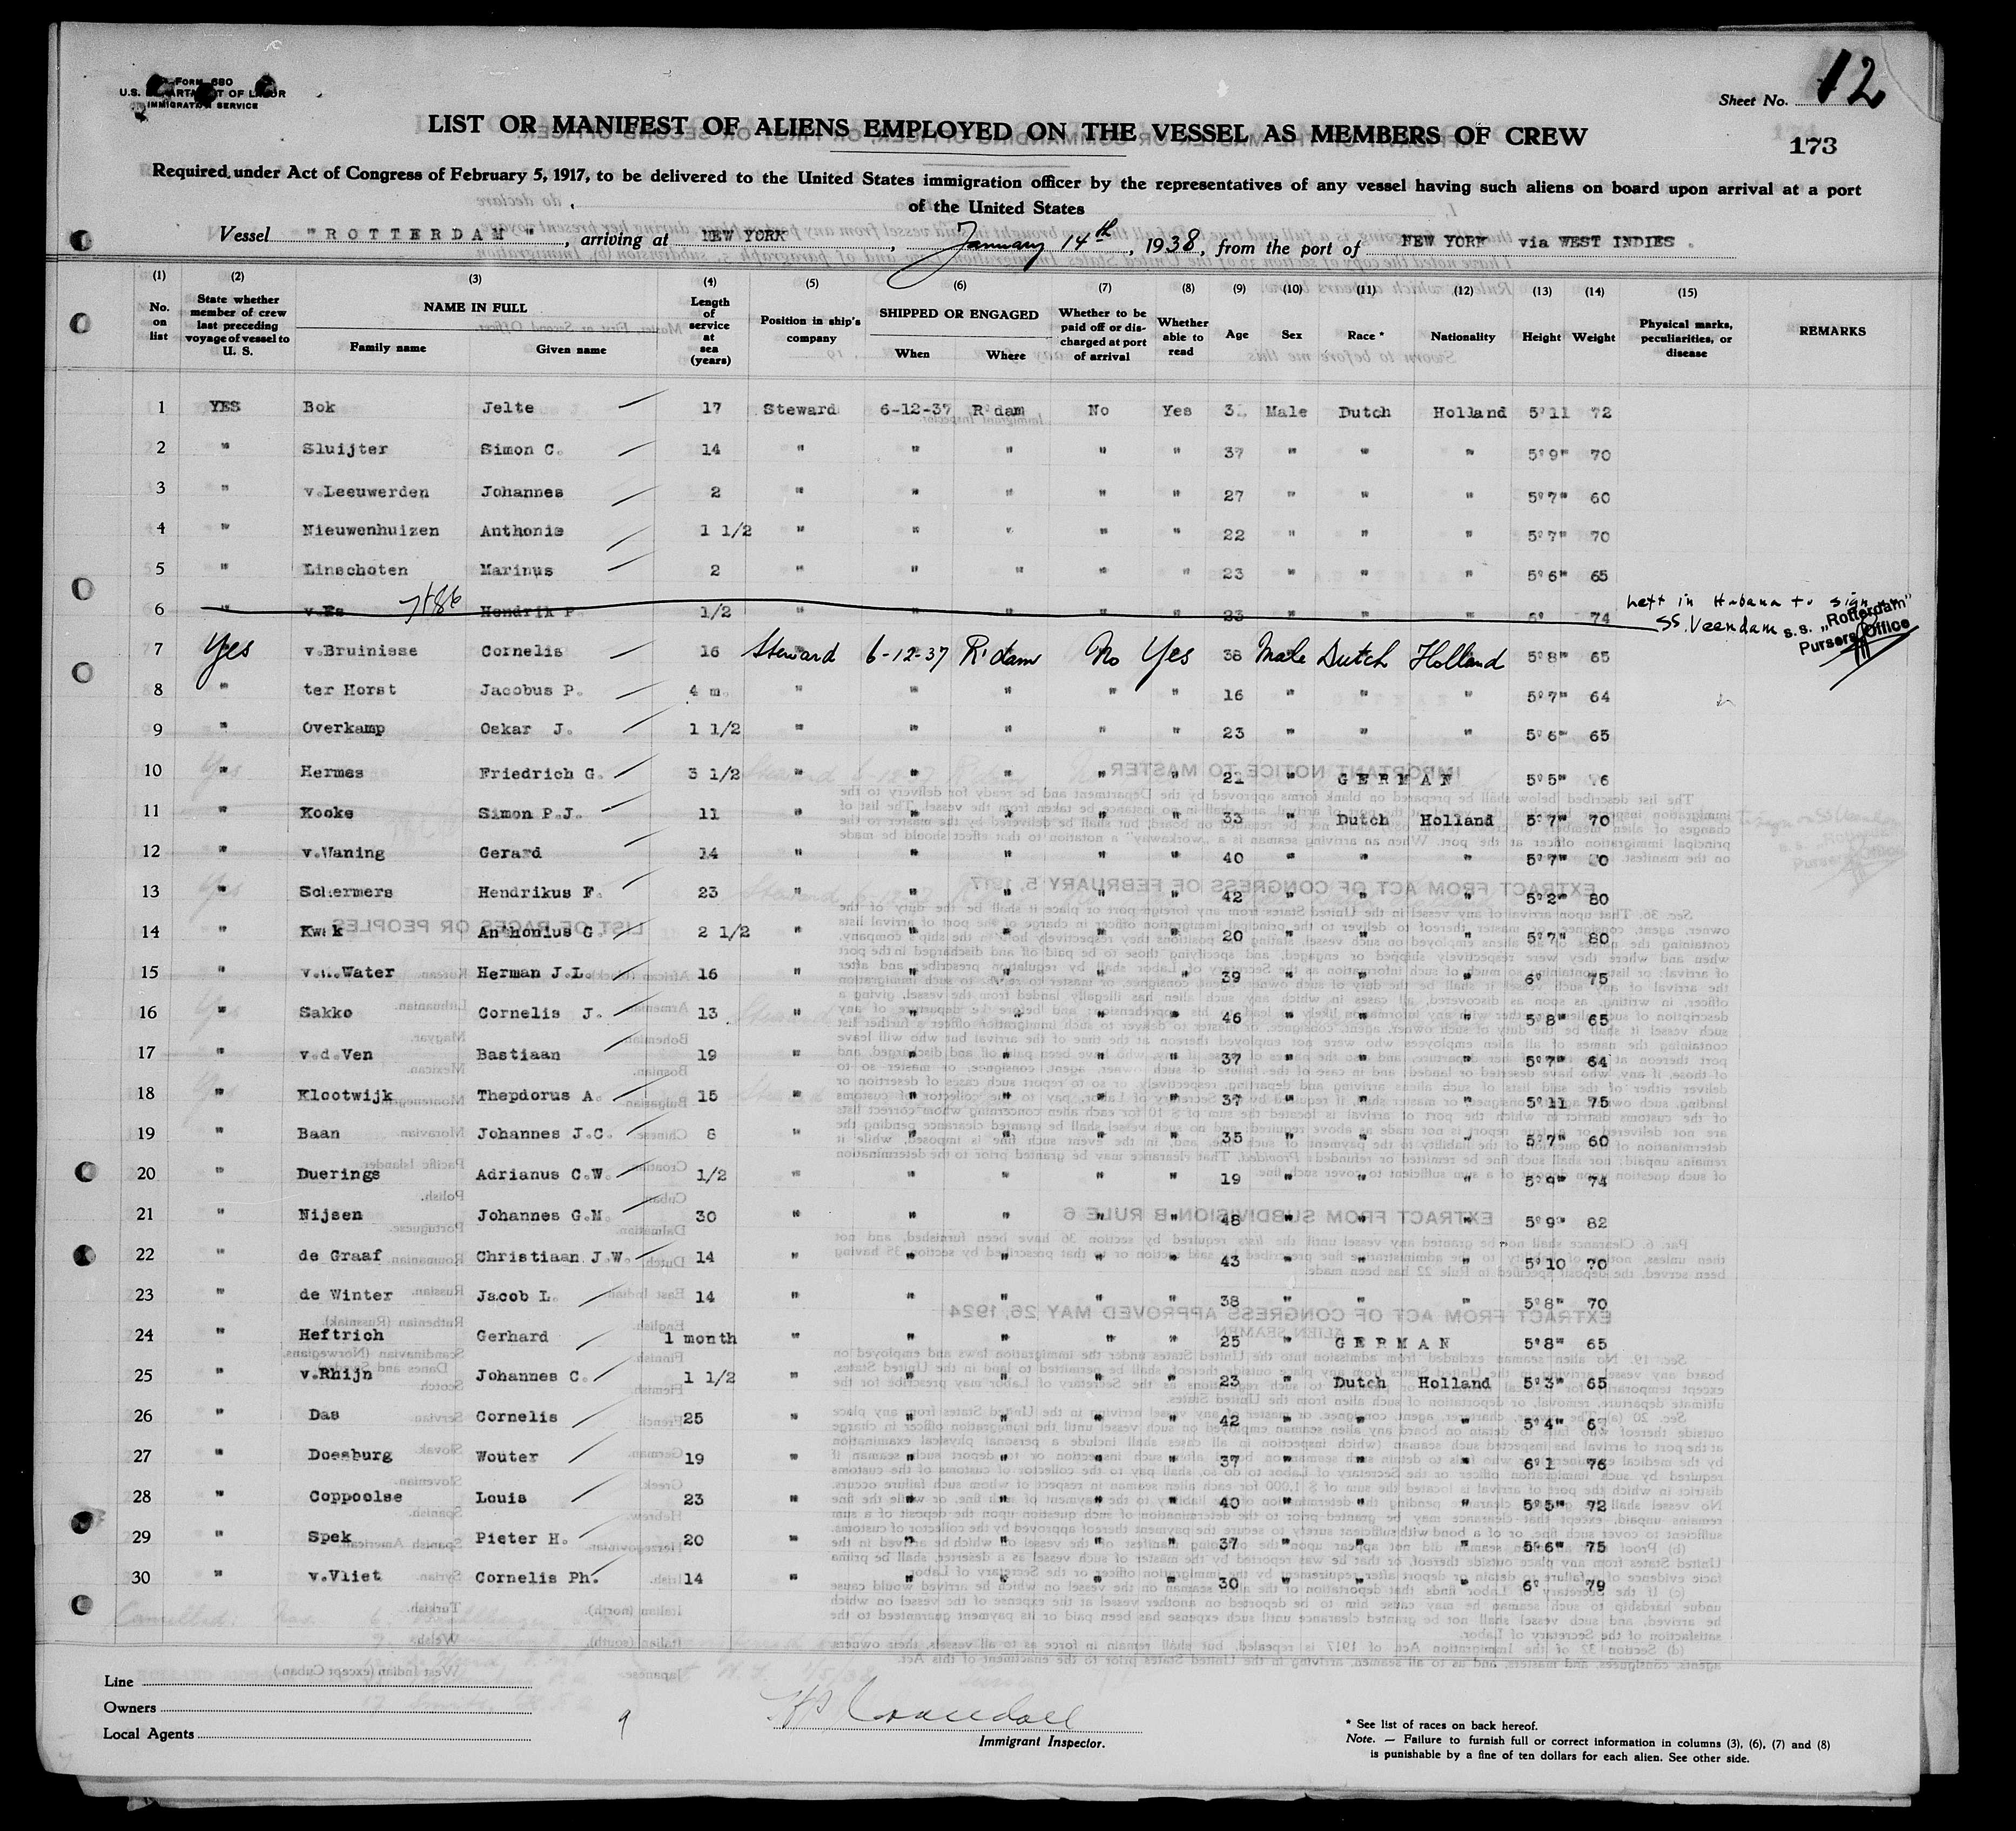 Form 680
U.S. DEPARTMENT OF LABOR
IMMIGRATION SERVICE
Sheet No. 12
173
LIST OR MANIFEST OF ALIENS EMPLOYED ON THE VESSEL AS MEMBERS OF CREW
Required under Act of Congress of February 5, 1917, to be delivered to the United States immigration officer by the representatives of any vessel having such aliens on board upon arrival at a port
of the United States
Vessel "ROTTERDAM", arriving at NEW YORK, January 14th, 1938, from the port of NEW YORK via WEST INDIES.
(1) (2) (3) (4) (5) (6) (7) (8) (9) (10) (11) (12) (13) (14) (15)
No. on list | State whether member of crew last preceding voyage of vessel to U. S. | NAME IN FULL Family name Given name | Length of service at sea (years) | Position in ship's company | SHIPPED OR ENGAGED When Where | Whether to be paid off or discharged at port of arrival | Whether able to read | Age | Sex | Race * | Nationality | Height | Weight | Physical marks, peculiarities, or disease | REMARKS
1 YES Bok Jelte 17 Steward 6-12-37 R'dam No Yes Male Dutch Holland 5'11 72
2 " Sluijter Simon C. 14 " " " " " 37 " " " 5'9" 70
3 " v.Leeuwerden Johannes 2 " " " " " 27 " " " 5'7" 60
4 " Nieuwenhuizen Anthonie 1 1/2 " " " " " 22 " " " 5'7" 70
5 " Linschoten Marinus 2 " " " " " 23 " " " 5'6" 65
6 " v.Es Hendrik P. 1/2 " " " " " 23 " " " 6' 74 Left in Habana to sign on SS. Veendam
s.s. „Rotterdam" Pursers Office
7 Yes v.Bruinisse Cornelis 16 Steward 6-12-37 R'dam No Yes 38 Male Dutch Holland 5'8" 65
8 " ter Horst Jacobus P. 4 m. " " " " " 16 " " " 5'7" 64
9 " Overkamp Oskar J. 1 1/2 " " " " " 23 " " " 5'6" 65
10 " Hermes Friedrich G. 3 1/2 " " " " " 21 " GERMAN 5'5"
11 " Kooke Simon P.J. 11 " " " " " 33 " Dutch Holland 5'7" 70
12 " v.Waning Gerard 14 " " " " " 40 " " " 5'7"
13 " Schermers Hendrikus F. 23 " " " " " 42 " " " 5'2" 80
14 " Anthonius G. 2 1/2 " " " " " 20 " " " 5'7" 80
15 " Herman J.L. 16 " " " " " 39 " " " 6' 75
16 " Sakko Cornelis J. 13 " " " " " 46 " " " 5'8" 65
17 " v.d.Ven Bastiaan 19 " " " " " 37 " " " 5'7" 64
18 " Klootwijk Thepdorus A. 15 " " " " " 37 " " " 5'11 75
19 " Baan Johannes J.C. " " " " " 35 " " " 5'7" 60
20 " Duerings Adrianus C.W. 1/2 " " " " " 19 " " " 5'9" 74
21 " Nijsen Johannes G.M. 30 " " " " " 48 " " " 5'9" 82
22 " de Graaf Christiaan J.W. 14 " " " " " 43 " " " 5'10 70
23 " de Winter Jacob L. 14 " " " " " 38 " " " 5'8" 70
24 " Heftrich Gerhard 1 month " " " " " 25 " GERMAN 5'8" 65
25 " v.Rhijn Johannes C. 1 1/2 " " " " " 23 " Dutch Holland 5'3" 65
26 " Das Cornelis 25 " " " " " 42 " " " 5'4" 67
27 " Doesburg Wouter 19 " " " " " 37 " " " 6'1 76
28 " Coppoolse Louis 23 " " " " " 40 " " " 5'5" 72
29 " Spek Pieter H. 20 " " " " " 37 " " " 5'6" 75
30 " v.Vliet Cornelis Ph. 14 " " " " " 30 " " " 6' 79
Line
Owners
Local Agents
Immigrant Inspector.
* See list of races on back hereof.
Note. — Failure to furnish full or correct information in columns (3), (6), (7) and (8)
is punishable by a fine of ten dollars for each alien. See other side.